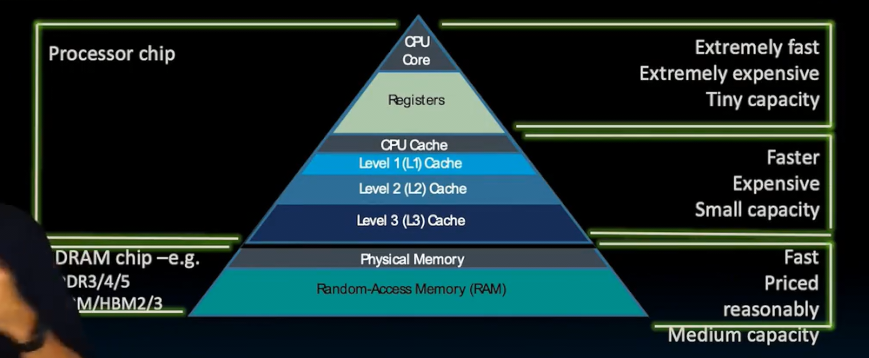 Processor chip
CPU
Core
Registers
CPU Cache
Level 1 (L1) Cache
Level 2 (L2) Cache
Level 3 (L3) Cache
Physical Memory
Random-Access Memory (RAM)
DRAM chip –e.g.
DR3/4/5
M/HBM2/3
Extremely fast
Extremely expensive
Tiny capacity
Faster
Expensive
Small capacity
Fast
Priced
reasonably
Medium capacity